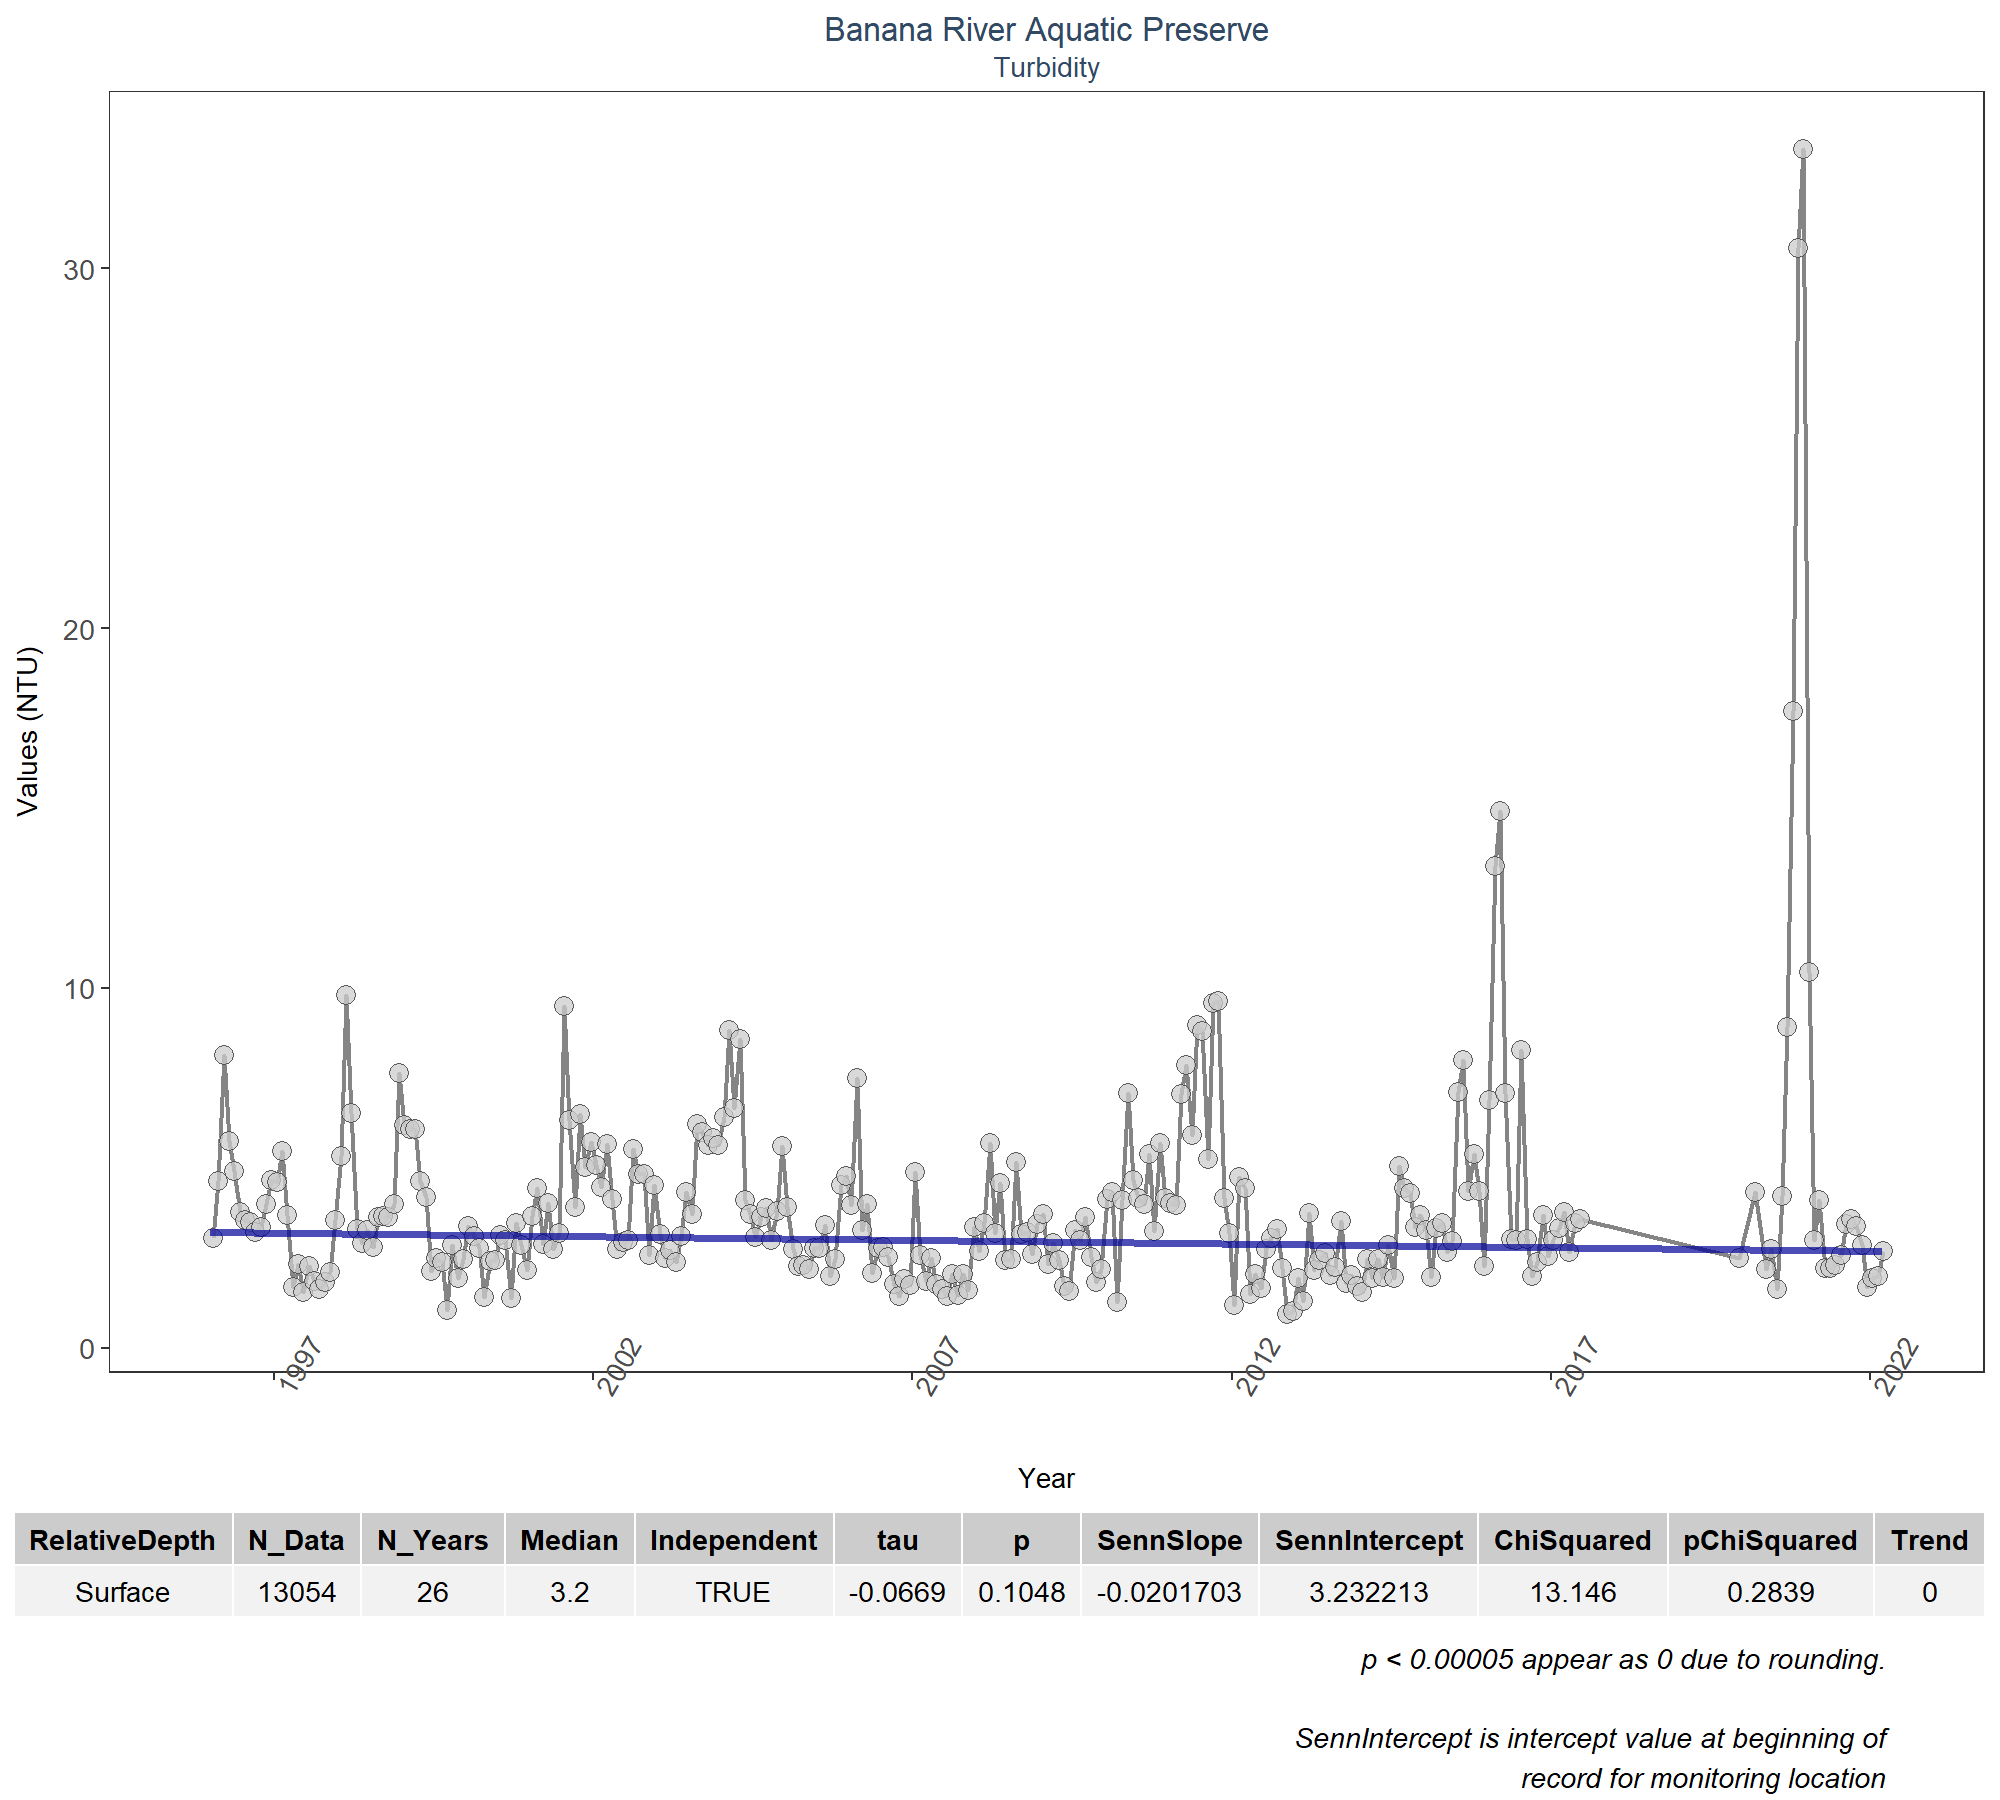 Banana River Aquatic Preserve
Turbidity
Values (NTU)
30
20
10
0
1997 2002 2007 2012 2017 2022
Year
RelativeDepth N_Data N_Years Median Independent tau p SennSlope SennIntercept ChiSquared pChiSquared Trend
Surface 13054 26 3.2 TRUE -0.0669 0.1048 -0.0201703 3.232213 13.146 0.2839 0
p < 0.00005 appear as 0 due to rounding.
SennIntercept is intercept value at beginning of
record for monitoring location